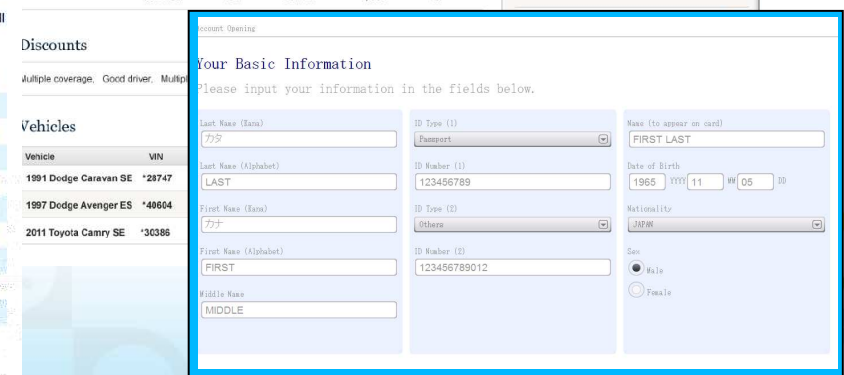 ll
Discounts
Multiple coverage, Good driver, Multipl
Vehicles
Vehicle VIN
1991 Dodge Caravan SE *28747
1997 Dodge Avenger ES *40604
2011 Toyota Camry SE *30386
Account Opening
Your Basic Information
Please input your information in the fields below.
Last Name (Kana)
カタ
Last Name (Alphabet)
LAST
First Name (Kana)
カナ
First Name (Alphabet)
FIRST
Middle Name
MIDDLE
ID Type (1)
Passport
ID Number (1)
123456789
ID Type (2)
Others
ID Number (2)
123456789012
Name (to appear on card)
FIRST LAST
Date of Birth
1965 YYYY 11 MM 05 DD
Nationality
JAPAN
Sex
Male
Female